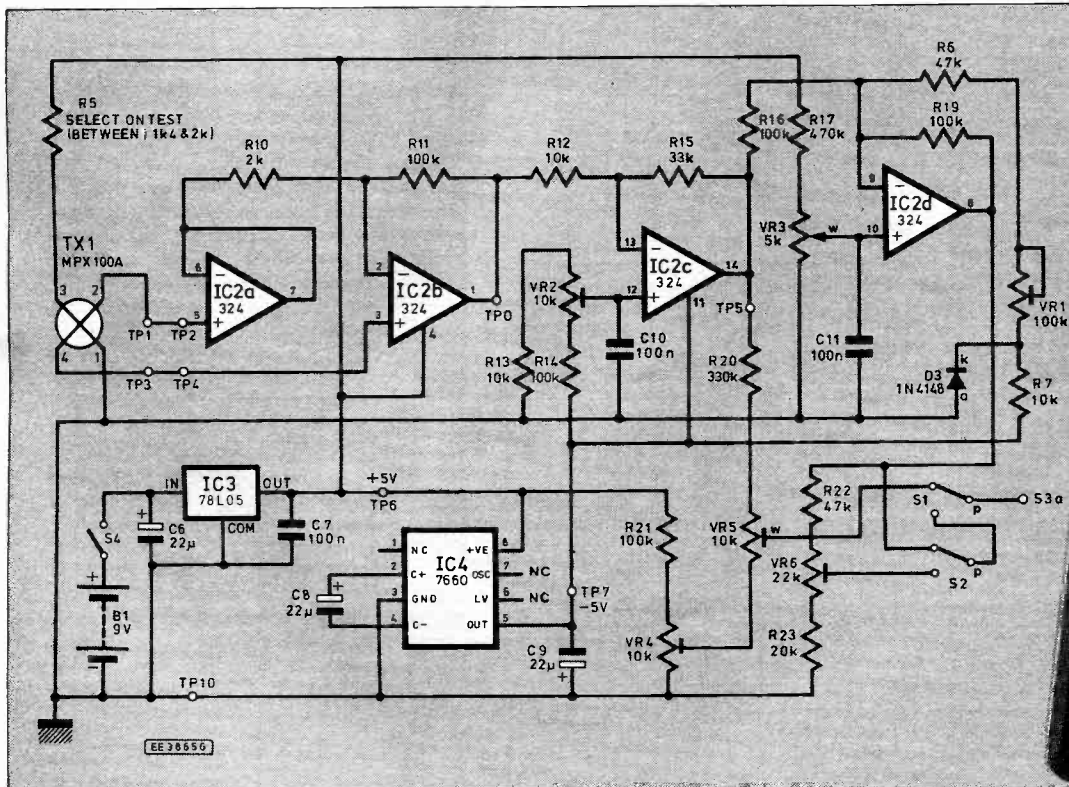 R5
SELECT ON TEST
(BETWEEN; 1k4 & 2k)
TX1
MPX100A
3
2
4
1
TP1
TP2
TP3
TP4
R10
2k
6
5
7
-
+
IC2a
324
R11
100k
2
3
1
4
-
+
IC2b
324
TP0
R12
10k
R15
33k
13
12
14
11
-
+
IC2c
324
TP5
VR2
10k
R13
10k
R14
100k
C10
100n
R16
100k
R17
470k
VR3
5k
w
R6
47k
R19
100k
9
10
8
-
+
IC2d
324
C11
100n
VR1
100k
D3
1N4148
k
a
R7
10k
R20
330k
IN
IC3
78L05
OUT
COM
S4
+
C6
22μ
C7
100n
+
B1
9V
-
+5V
TP6
1
NC
2
C+
3
GND
4
C-
IC4
7660
+VE
8
OSC
7
NC
LV
6
NC
OUT
5
C8
22μ
+
TP7
-5V
C9
22μ
+
R21
100k
VR4
10k
VR5
10k
w
R22
47k
VR6
22k
R23
20k
S1
p
S3a
S2
p
TP10
EE3865G